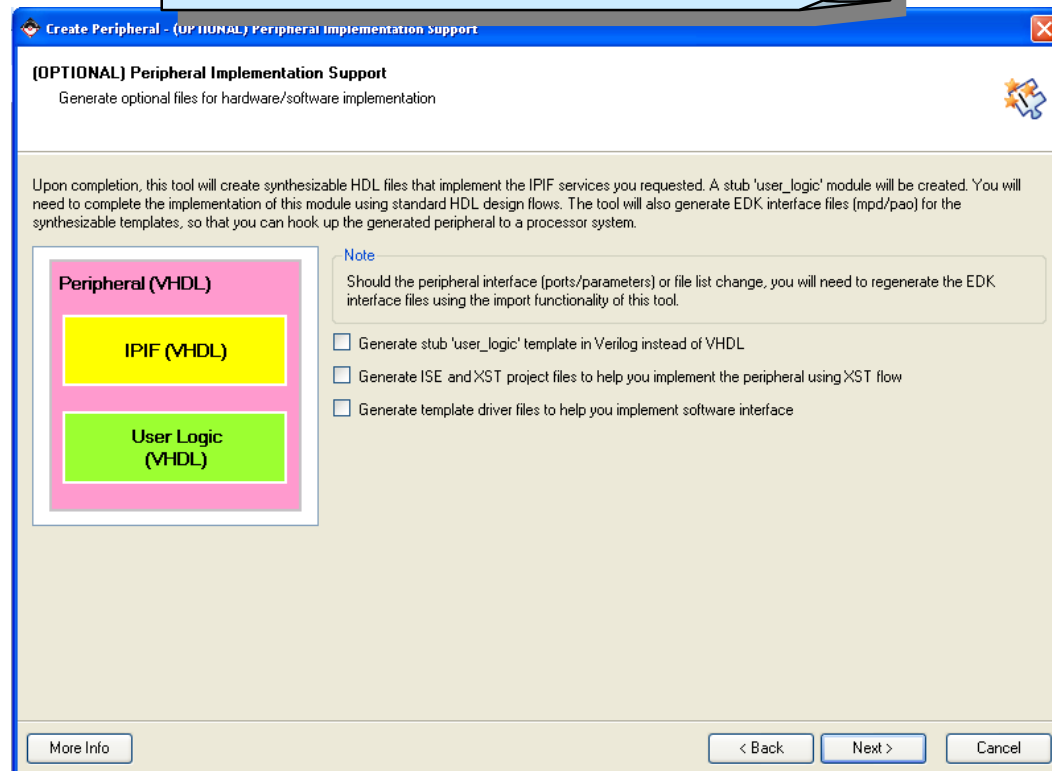 Create Peripheral - (OPTIONAL) Peripheral Implementation Support
(OPTIONAL) Peripheral Implementation Support
Generate optional files for hardware/software implementation
Upon completion, this tool will create synthesizable HDL files that implement the IPIF services you requested. A stub 'user_logic' module will be created. You will
need to complete the implementation of this module using standard HDL design flows. The tool will also generate EDK interface files (mpd/pao) for the
synthesizable templates, so that you can hook up the generated peripheral to a processor system.
Peripheral (VHDL)
IPIF (VHDL)
User Logic
(VHDL)
Note
Should the peripheral interface (ports/parameters) or file list change, you will need to regenerate the EDK
interface files using the import functionality of this tool.
Generate stub 'user_logic' template in Verilog instead of VHDL
Generate ISE and XST project files to help you implement the peripheral using XST flow
Generate template driver files to help you implement software interface
More Info
< Back
Next >
Cancel